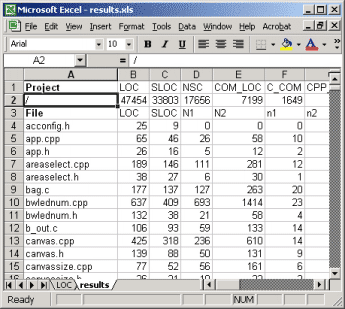 Microsoft Excel - results.xls
File Edit View Insert Format Tools Data Window Help Acrobat
Arial 10 B I U
A2 = /
A B C D E F
1 Project LOC SLOC NSC COM_LOC C_COM CPP_
2 / 47454 33803 17656 7199 1649
3 File LOC SLOC N1 N2 n1 n2
4 acconfig.h 25 9 0 0 0
5 app.cpp 65 46 26 58 10
6 app.h 26 16 5 12 2
7 areaselect.cpp 189 146 111 281 12
8 areaselect.h 38 27 6 30 1
9 bag.c 177 137 127 263 20
10 bwlednum.cpp 637 409 693 1414 23
11 bwlednum.h 132 38 21 58 4
12 b_out.c 106 93 59 133 14
13 canvas.cpp 425 318 236 610 14
14 canvas.h 139 88 50 131 9
15 canvassize.cpp 77 52 56 161 6
16
LOC results
Ready NUM